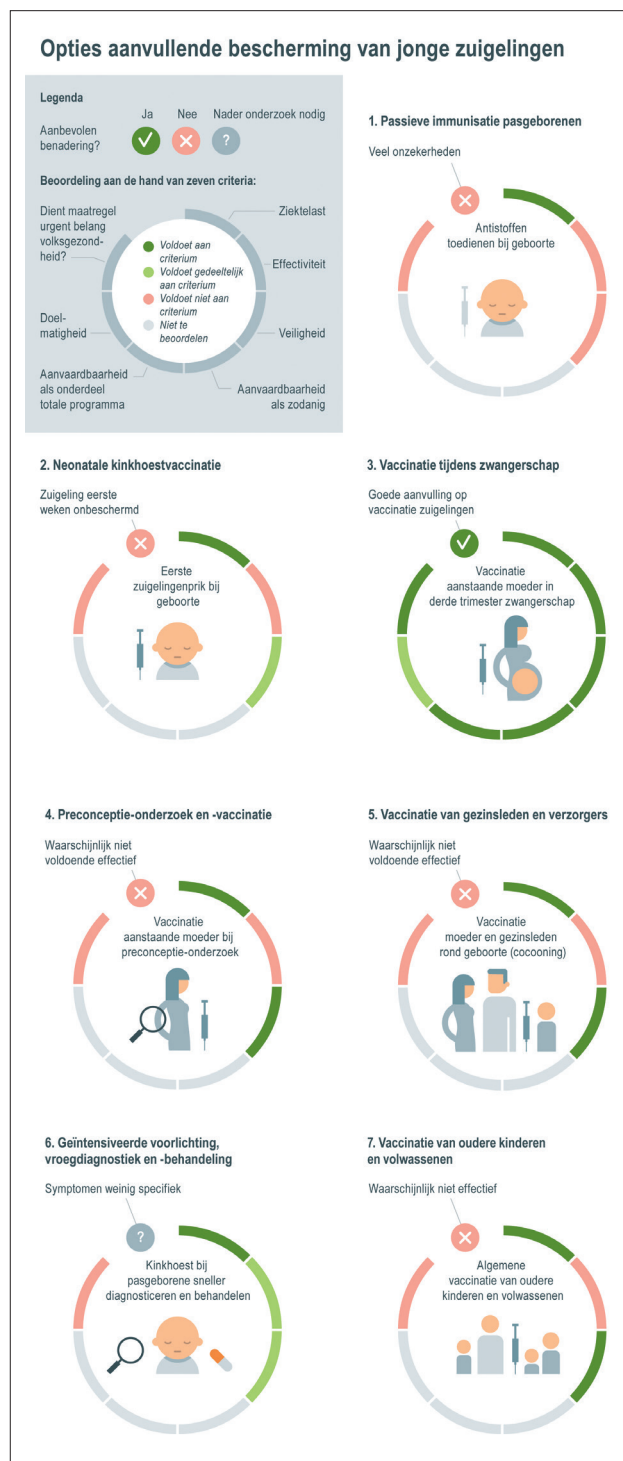 Opties aanvullende bescherming van jonge zuigelingen
Legenda
Ja Nee Nader onderzoek nodig
Aanbevolen
benadering?
?
Beoordeling aan de hand van zeven criteria:
Dient maatregel
urgent belang
volksgezond-
heid?
Ziektelast
Effectiviteit
Veiligheid
Aanvaardbaarheid
als zodanig
Aanvaardbaarheid
als onderdeel
totale programma
Doel-
matigheid
Voldoet aan
criterium
Voldoet gedeeltelijk
aan criterium
Voldoet niet aan
criterium
Niet te
beoordelen
1. Passieve immunisatie pasgeborenen
Veel onzekerheden
Antistoffen
toedienen bij geboorte
2. Neonatale kinkhoestvaccinatie
Zuigeling eerste
weken onbeschermd
Eerste
zuigelingenprik bij
geboorte
3. Vaccinatie tijdens zwangerschap
Goede aanvulling op
vaccinatie zuigelingen
Vaccinatie
aanstaande moeder in
derde trimester zwangerschap
4. Preconceptie-onderzoek en -vaccinatie
Waarschijnlijk niet
voldoende effectief
Vaccinatie
aanstaande moeder bij
preconceptie-onderzoek
5. Vaccinatie van gezinsleden en verzorgers
Waarschijnlijk niet
voldoende effectief
Vaccinatie
moeder en gezinsleden
rond geboorte (cocooning)
6. Geïntensiveerde voorlichting,
vroegdiagnostiek en -behandeling
Symptomen weinig specifiek
?
Kinkhoest bij
pasgeborene sneller
diagnosticeren en behandelen
7. Vaccinatie van oudere kinderen
en volwassenen
Waarschijnlijk niet effectief
Algemene
vaccinatie van oudere
kinderen en volwassenen